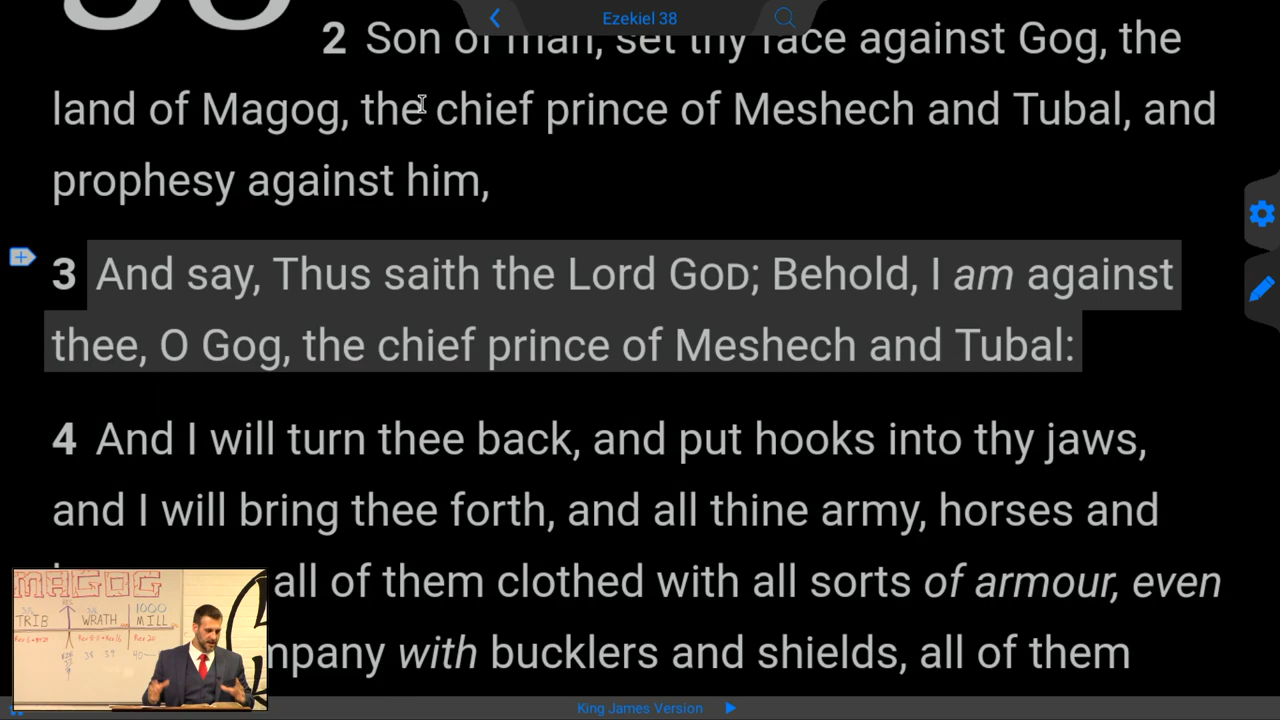 Ezekiel 38
2 Son of man, set thy face against Gog, the
land of Magog, the chief prince of Meshech and Tubal, and
prophesy against him,
3 And say, Thus saith the Lord GOD; Behold, I am against
thee, O Gog, the chief prince of Meshech and Tubal:
4 And I will turn thee back, and put hooks into thy jaws,
and I will bring thee forth, and all thine army, horses and
all of them clothed with all sorts of armour, even
mpany with bucklers and shields, all of them
MAGOG
TRIB WRATH 1000 MILL
38 39 40
King James Version